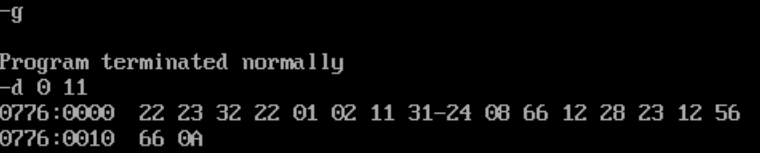 -g
Program terminated normally
-d 0 11
0776:0000  22 23 32 22 01 02 11 31-24 08 66 12 28 23 12 56
0776:0010  66 0A